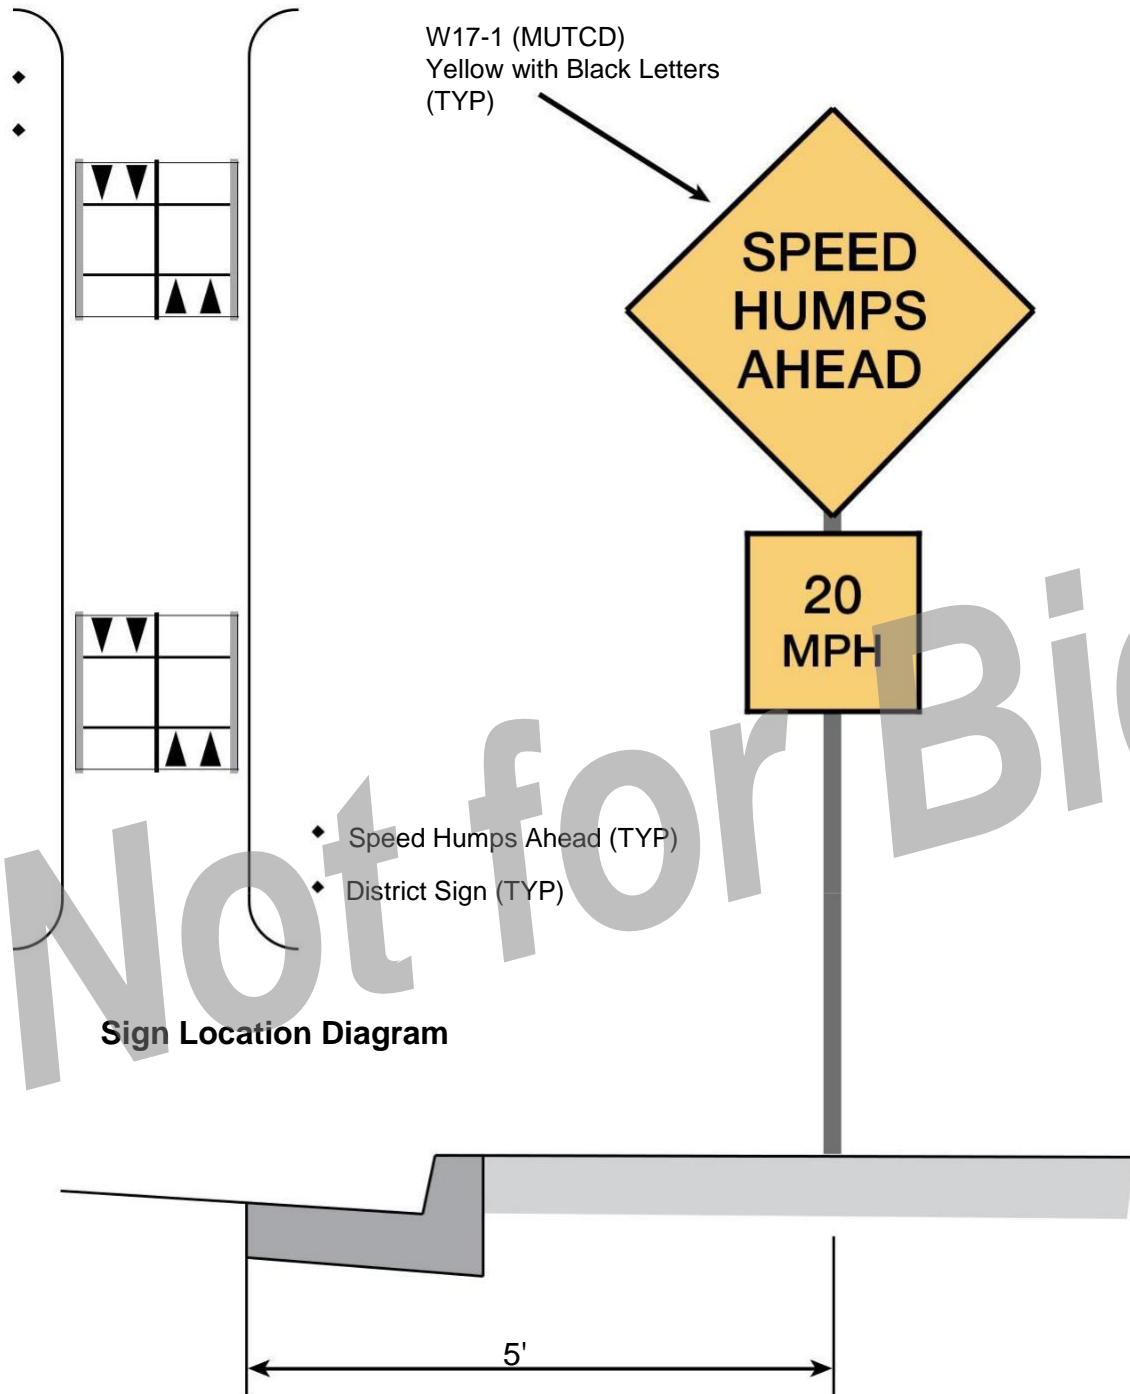 W17-1 (MUTCD)
Yellow with Black Letters
(TYP)
SPEED
HUMPS
AHEAD
20
MPH
Speed Humps Ahead (TYP)
District Sign (TYP)
Sign Location Diagram
5'
Not for Bi